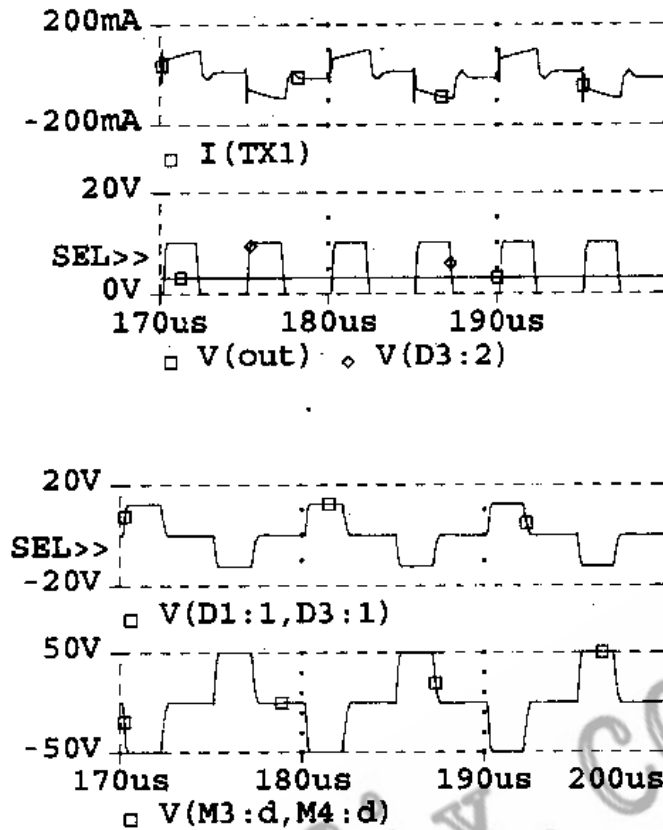 200mA
-200mA
I(TX1)
20V
SEL>>
0V
170us 180us 190us
V(out) V(D3:2)
20V
SEL>>
-20V
V(D1:1,D3:1)
50V
-50V
170us 180us 190us 200us
V(M3:d,M4:d)